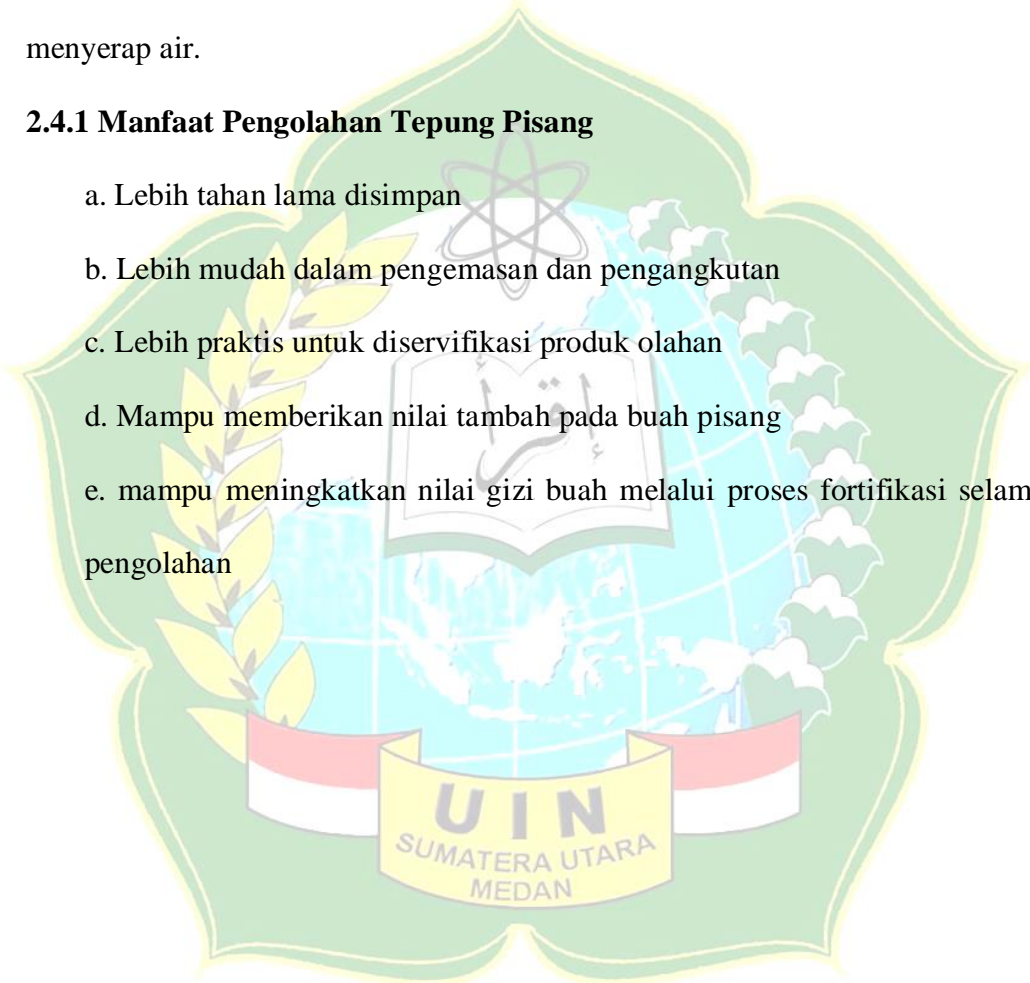 menyerap air.
2.4.1 Manfaat Pengolahan Tepung Pisang
a. Lebih tahan lama disimpan
b. Lebih mudah dalam pengemasan dan pengangkutan
c. Lebih praktis untuk diservifikasi produk olahan
d. Mampu memberikan nilai tambah pada buah pisang
إقرأ
e. mampu meningkatkan nilai gizi buah melalui proses fortifikasi selam
pengolahan
UIN
SUMATERA UTARA
MEDAN